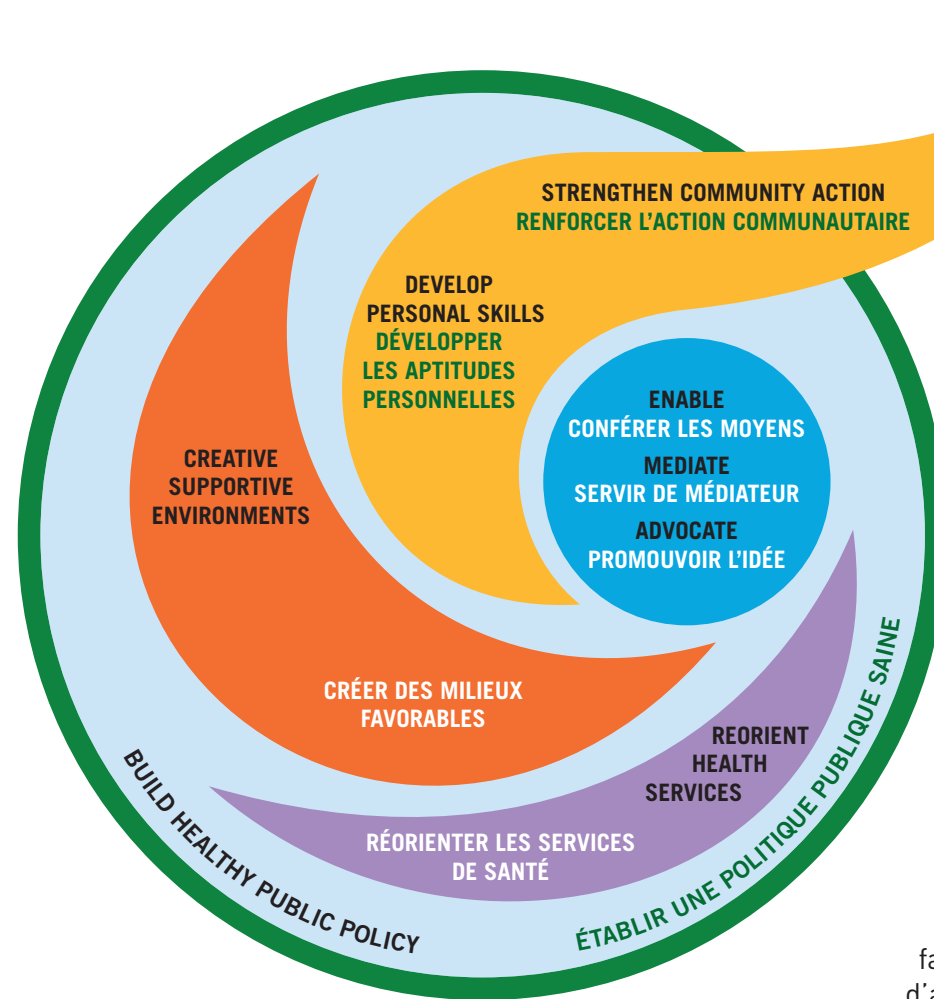 STRENGTHEN COMMUNITY ACTION
RENFORCER L'ACTION COMMUNAUTAIRE
DEVELOP
PERSONAL SKILLS
DÉVELOPPER
LES APTITUDES
PERSONNELLES
ENABLE
CONFÉRER LES MOYENS
MEDIATE
SERVIR DE MÉDIATEUR
ADVOCATE
PROMOUVOIR L'IDÉE
CREATIVE
SUPPORTIVE
ENVIRONMENTS
CRÉER DES MILIEUX
FAVORABLES
REORIENT
HEALTH
SERVICES
RÉORIENTER LES SERVICES
DE SANTÉ
BUILD HEALTHY PUBLIC POLICY
ÉTABLIR UNE POLITIQUE PUBLIQUE SAINE